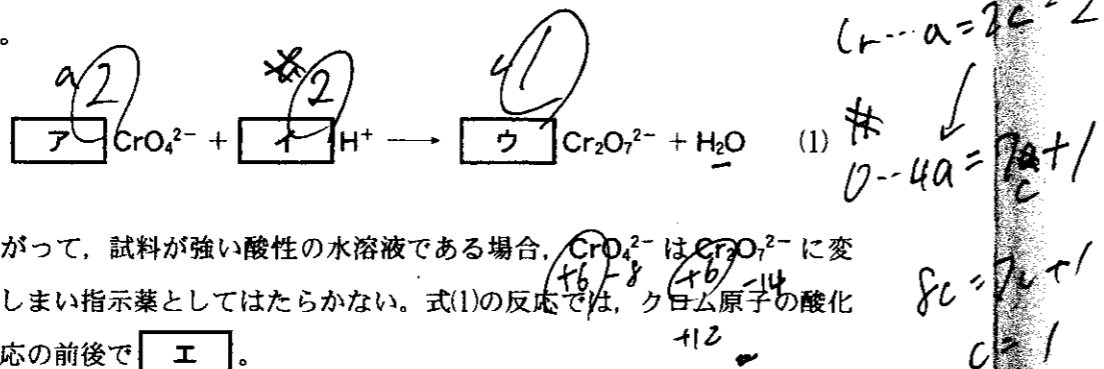 。
Cr…a=2c
a 2 2 1
ア CrO₄²⁻ + イ H⁺ ⟶ ウ Cr₂O₇²⁻ + H₂O (1)
O…4a=7c+1
がって，試料が強い酸性の水溶液である場合，CrO₄²⁻ は Cr₂O₇²⁻ に変
+6 -8 +6 -14
しまい指示薬としてはたらかない。式(1)の反応では，クロム原子の酸化
8c=7c+1
+12
応の前後で エ 。
c=1